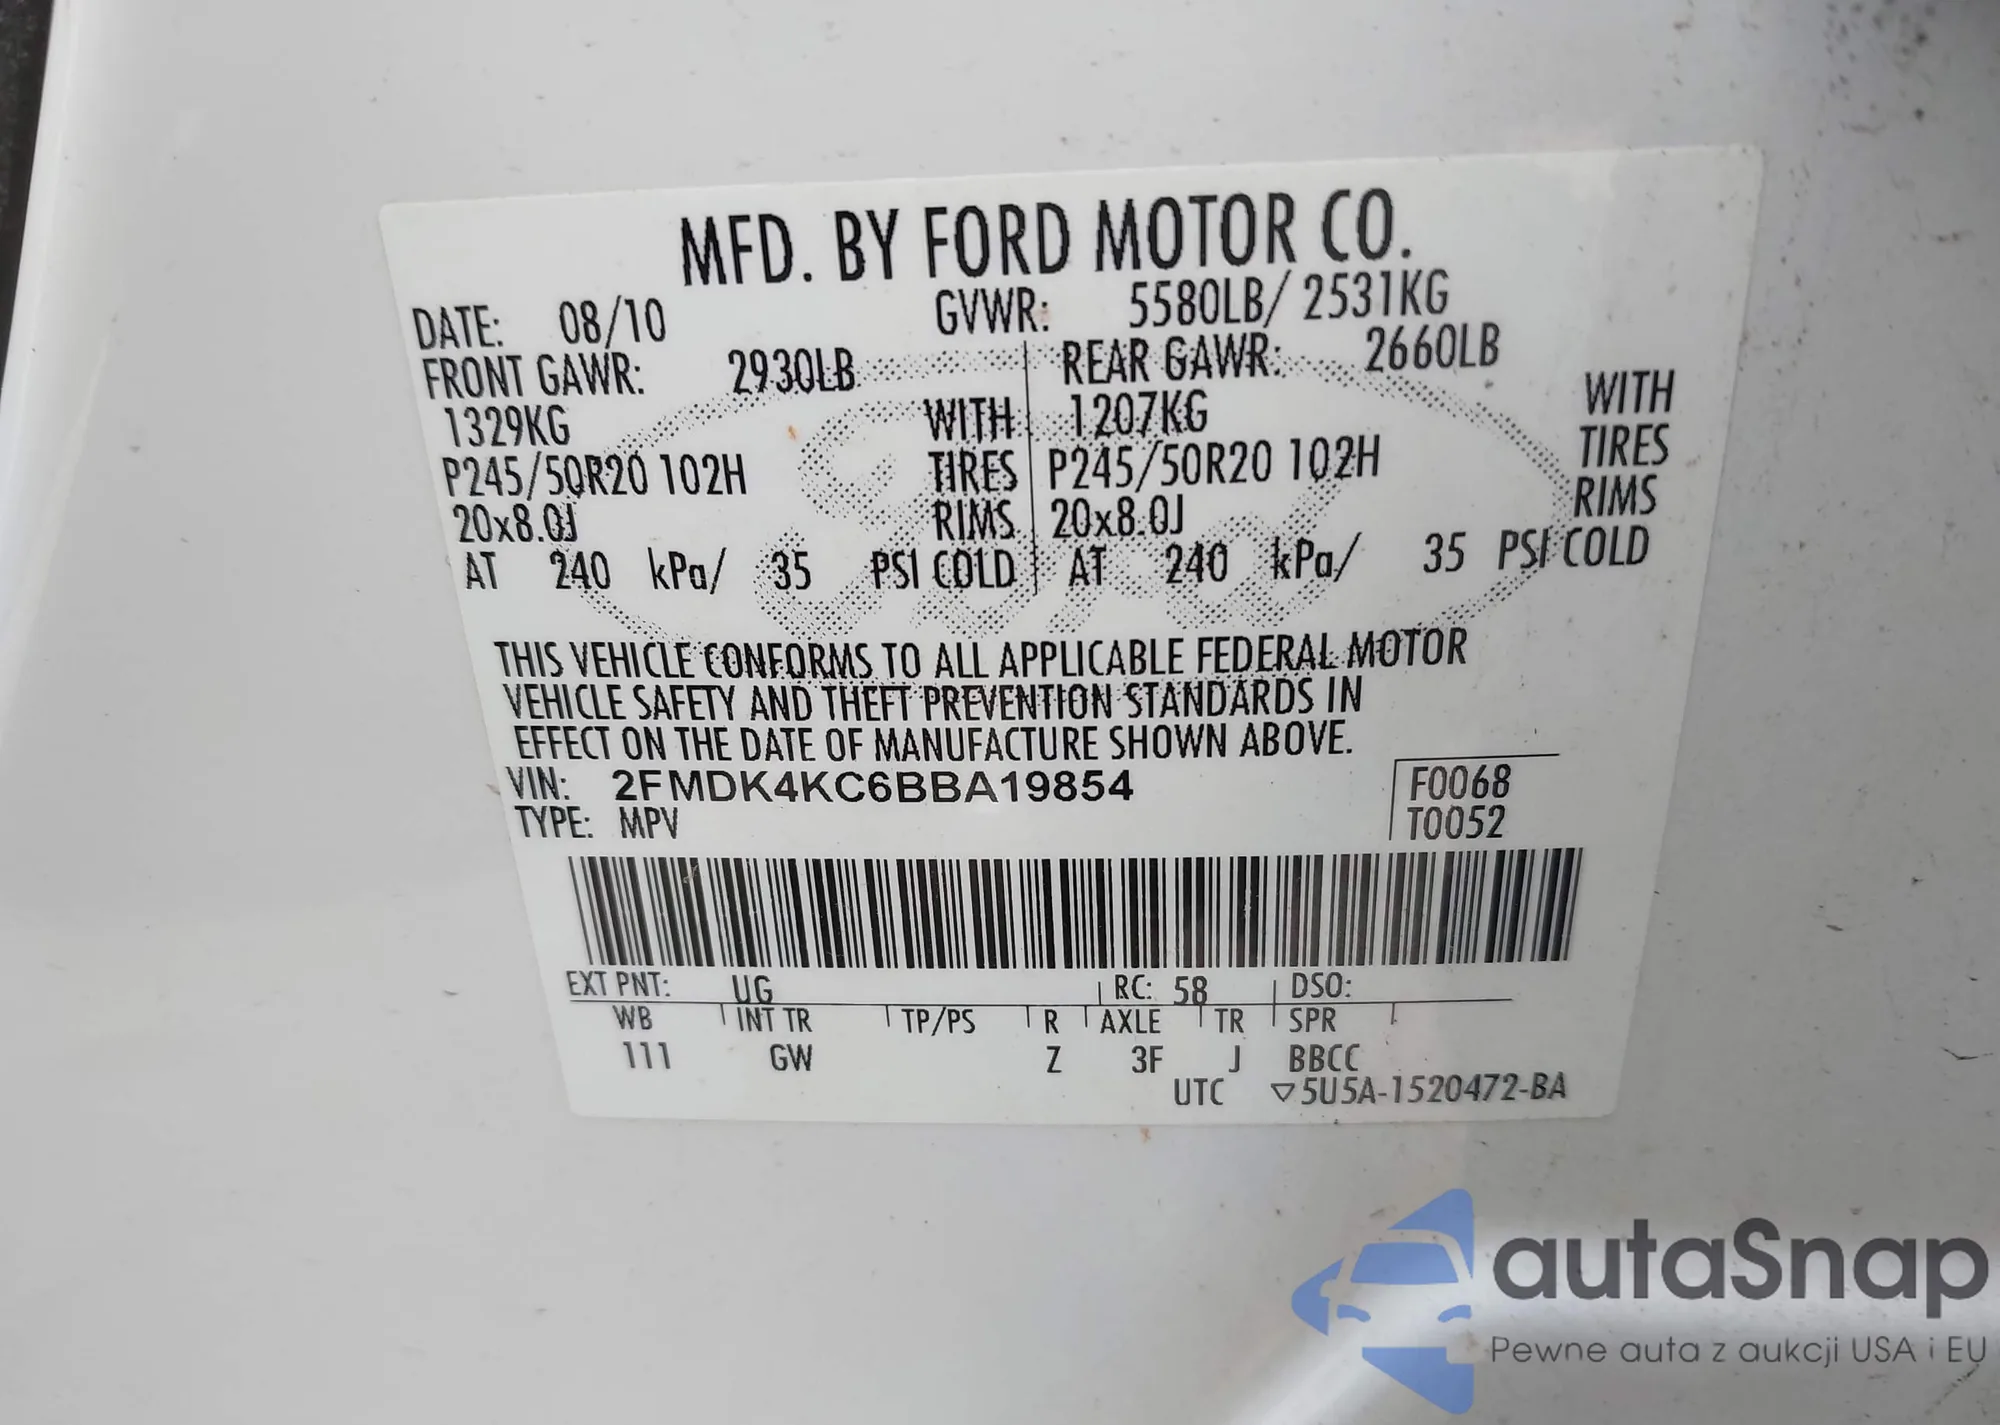 MFD. BY FORD MOTOR CO.
DATE: 08/10 GVWR: 5580LB/ 2531KG
FRONT GAWR: 2930LB REAR GAWR: 2660LB
1329KG WITH 1207KG WITH
P245/50R20 102H TIRES P245/50R20 102H TIRES
20x8.0J RIMS 20x8.0J RIMS
AT 240 kPa/ 35 PSI COLD AT 240 kPa/ 35 PSI COLD
THIS VEHICLE CONFORMS TO ALL APPLICABLE FEDERAL MOTOR
VEHICLE SAFETY AND THEFT PREVENTION STANDARDS IN
EFFECT ON THE DATE OF MANUFACTURE SHOWN ABOVE.
VIN: 2FMDK4KC6BBA19854 F0068
TYPE: MPV T0052
EXT PNT: UG RC: 58 DSO:
WB INT TR TP/PS R AXLE TR SPR
111 GW Z 3F J BBCC
UTC ▽5U5A-1520472-BA
Ford
autaSnap
Pewne auta z aukcji USA i EU